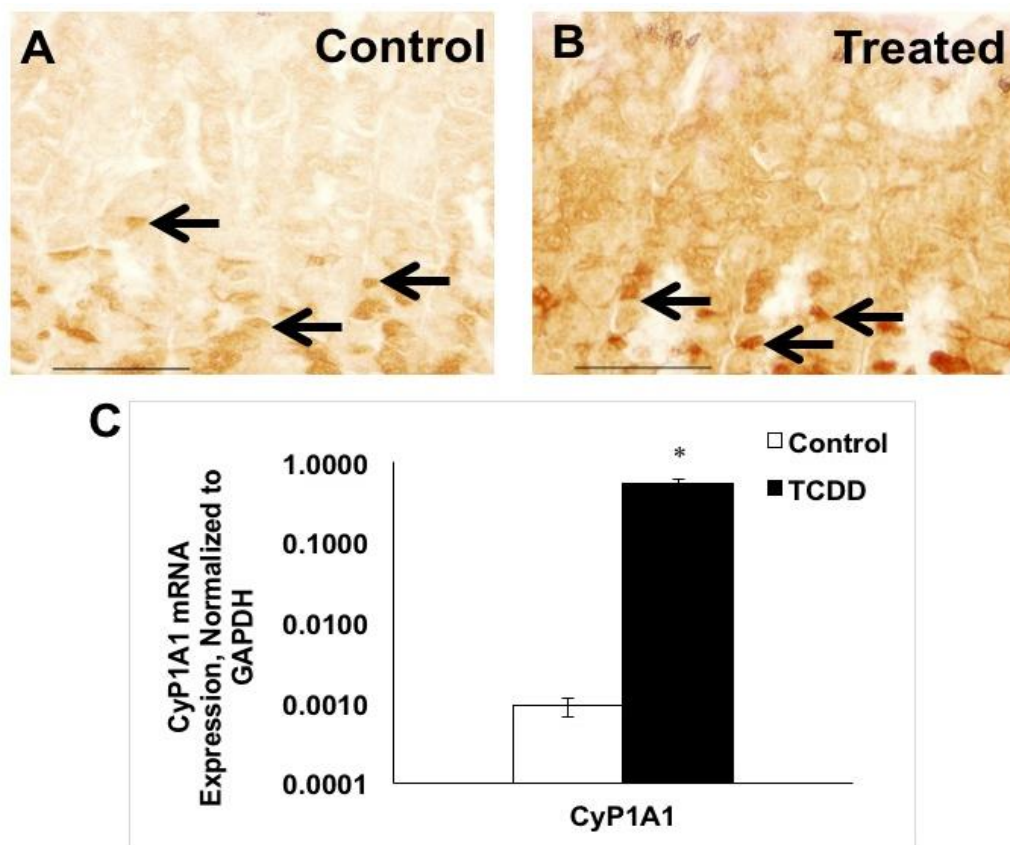 A
Control
B
Treated
C
Control
TCDD
*
CyP1A1 mRNA
Expression, Normalized to
GAPDH
1.0000
0.1000
0.0100
0.0010
0.0001
CyP1A1